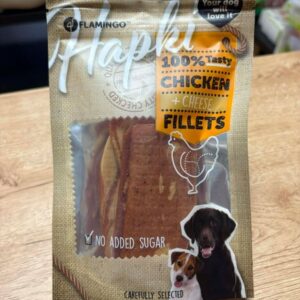 FLAMINGO
Your dog
will
love it
Hapki
100% Tasty
CHICKEN
+ CHEESE
FILLETS
NO ADDED SUGAR
CAREFULLY SELECTED